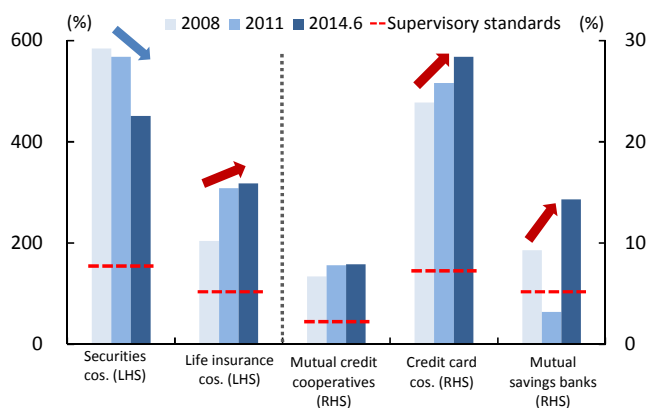 (%)
2008
2011
2014.6
Supervisory standards
(%)
600
400
200
0
30
20
10
0
Securities
cos. (LHS)
Life insurance
cos. (LHS)
Mutual credit
cooperatives
(RHS)
Credit card
cos. (RHS)
Mutual
savings banks
(RHS)